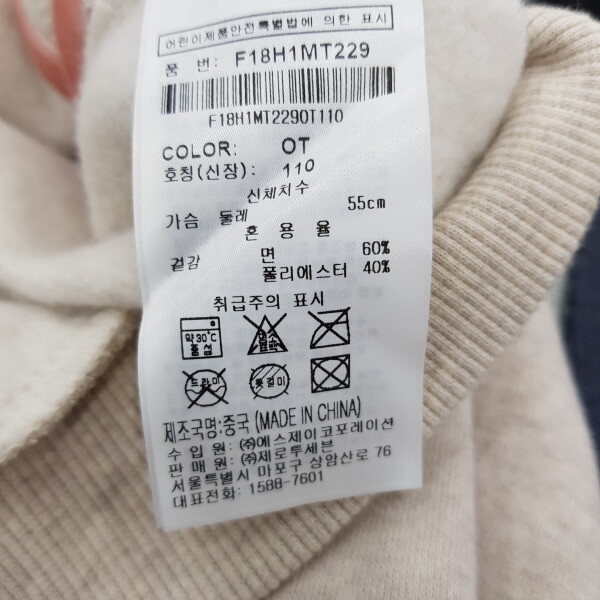 어린이제품안전특별법에 의한 표시
품 번: F18H1MT229
F18H1MT2290T110
COLOR: OT
호칭(신장): 110
신체치수
가슴 둘레 55cm
혼 용 율
겉감 면 60%
폴리에스터 40%
취급주의 표시
약30℃
중성
드라이
옷걸이
제조국명:중국 (MADE IN CHINA)
수 입 원: (주)에스제이코포레이션
판 매 원: (주)제로투세븐
서울특별시 마포구 상암산로 76
대표전화: 1588-7601